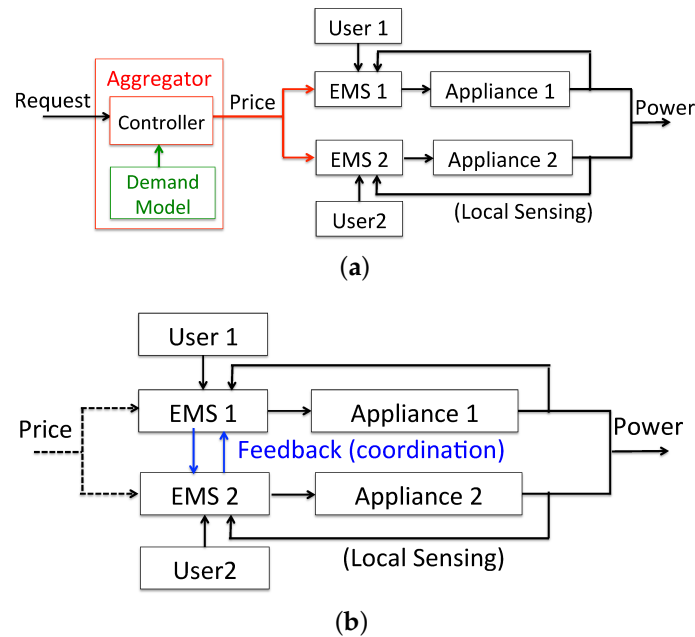 User 1
Aggregator
Request
Controller
Price
EMS 1
Appliance 1
Power
Demand
Model
EMS 2
Appliance 2
User2
(Local Sensing)
(a)
User 1
Price
EMS 1
Appliance 1
Power
Feedback (coordination)
EMS 2
Appliance 2
User2
(Local Sensing)
(b)